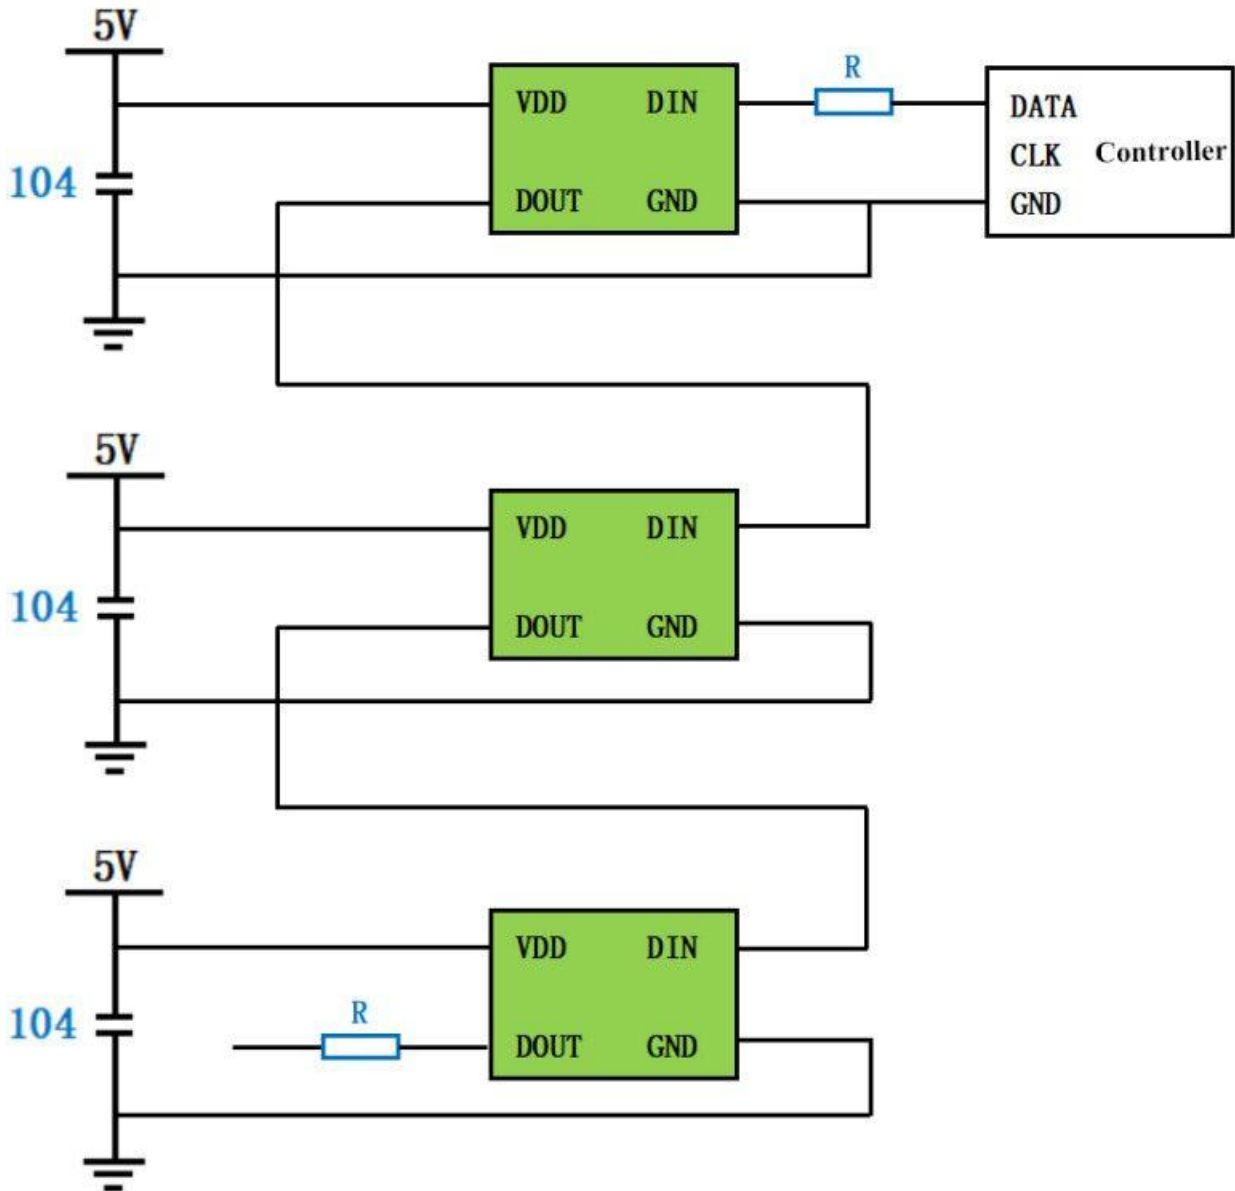 5V
R
VDD DIN
DATA
CLK Controller
104
DOUT GND
GND
5V
VDD DIN
104
DOUT GND
5V
VDD DIN
R
104
DOUT GND